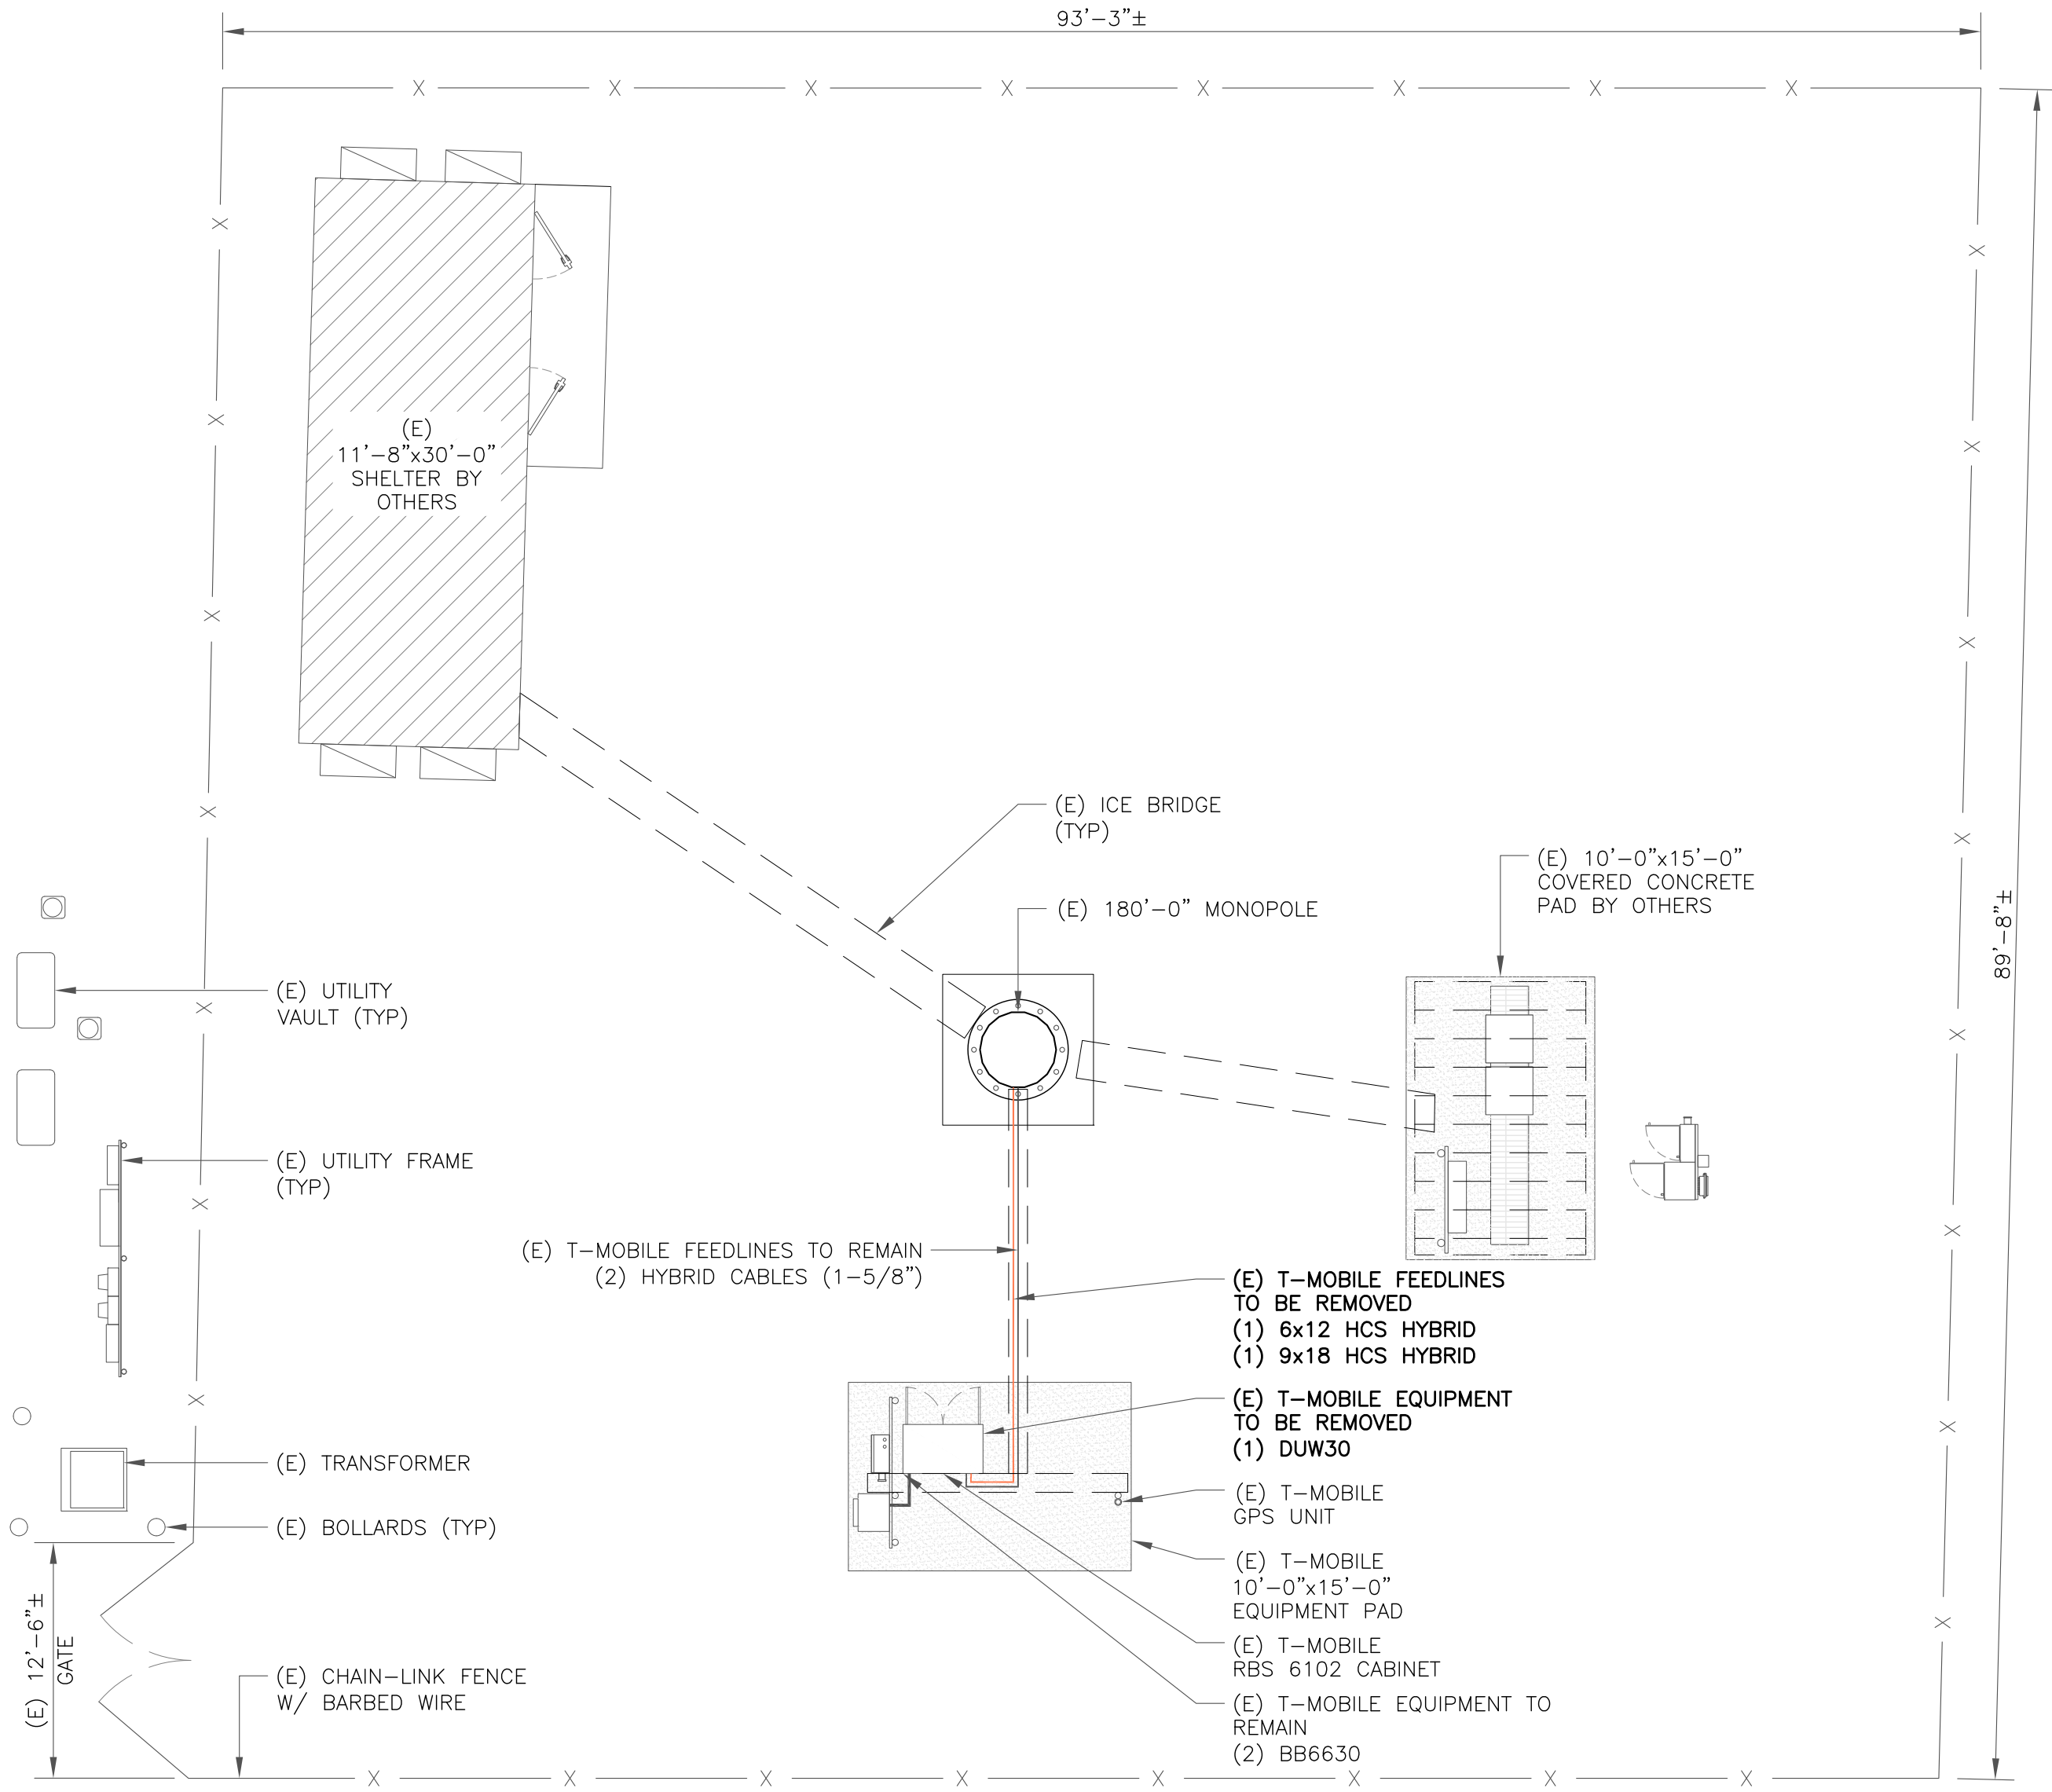 93'-3"±
(E)
11'-8"x30'-0"
SHELTER BY
OTHERS
(E) ICE BRIDGE
(TYP)
(E) 10'-0"x15'-0"
COVERED CONCRETE
PAD BY OTHERS
(E) 180'-0" MONOPOLE
89'-8"±
(E) UTILITY
VAULT (TYP)
(E) UTILITY FRAME
(TYP)
(E) T-MOBILE FEEDLINES TO REMAIN
(2) HYBRID CABLES (1-5/8")
(E) T-MOBILE FEEDLINES
TO BE REMOVED
(1) 6x12 HCS HYBRID
(1) 9x18 HCS HYBRID
(E) T-MOBILE EQUIPMENT
TO BE REMOVED
(1) DUW30
(E) TRANSFORMER
(E) T-MOBILE
GPS UNIT
(E) BOLLARDS (TYP)
(E) T-MOBILE
10'-0"x15'-0"
EQUIPMENT PAD
(E) 12'-6"±
GATE
(E) T-MOBILE
RBS 6102 CABINET
(E) CHAIN-LINK FENCE
W/ BARBED WIRE
(E) T-MOBILE EQUIPMENT TO
REMAIN
(2) BB6630